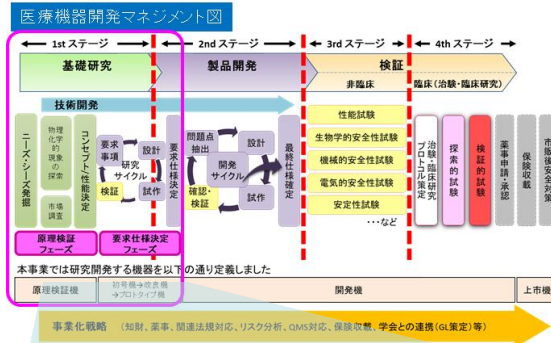 医療機器開発マネジメント図
1st ステージ
2nd ステージ
3rd ステージ
4th ステージ
基礎研究
製品開発
検証
非臨床
臨床(治験・臨床研究)
技術開発
ニーズ・シーズ発掘
物理化学的現象の探索
市場調査
コンセプト/性能決定
要求事項
設計
研究サイクル
検証
試作
要求仕様決定
問題点抽出
設計
開発サイクル
確認・検証
試作
最終仕様確定
性能試験
生物学的安全性試験
機械的安全性試験
電気的安全性試験
安定性試験
・・・など
治験・臨床研究プロトコル策定
探索的試験
検証的試験
薬事申請・承認
保険収載
市販後安全対策
原理検証フェーズ
要求仕様決定フェーズ
本事業では研究開発する機器を以下の通り定義しました
原理検証機
初号機→改良機
→プロトタイプ機
開発機
上市機
事業化戦略 (知財、薬事、関連法規対応、リスク分析、QMS対応、保険収載、学会との連携(GL策定)等)